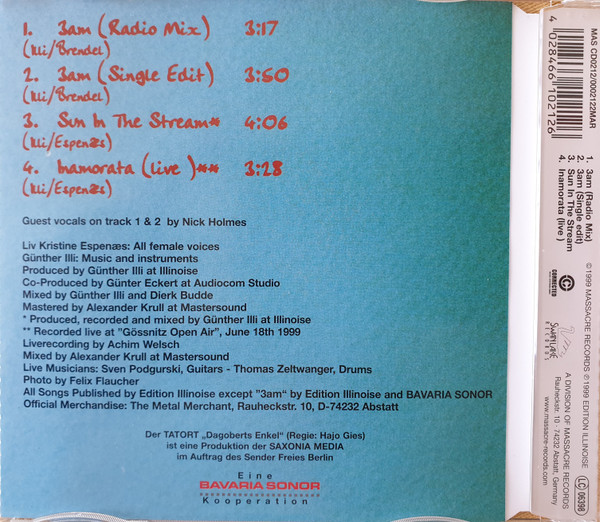 1. 3am (Radio Mix) 3:17
(Illi/Brendel)
2. 3am (Single Edit) 3:50
(Illi/Brendel)
3. Sun In The Stream* 4:06
(Illi/Espenæs)
4. Inamorata (live)** 3:28
(Illi/Espenæs)
Guest vocals on track 1 & 2 by Nick Holmes
Liv Kristine Espenæs: All female voices
Günther Illi: Music and instruments
Produced by Günther Illi at Illinoise
Co-Produced by Günter Eckert at Audiocom Studio
Mixed by Günther Illi and Dierk Budde
Mastered by Alexander Krull at Mastersound
* Produced, recorded and mixed by Günther Illi at Illinoise
** Recorded live at "Gössnitz Open Air", June 18th 1999
Liverecording by Achim Welsch
Mixed by Alexander Krull at Mastersound
Live Musicians: Sven Podgurski, Guitars - Thomas Zeltwanger, Drums
Photo by Felix Flaucher
All Songs Published by Edition Illinoise except "3am" by Edition Illinoise and BAVARIA SONOR
Official Merchandise: The Metal Merchant, Rauheckstr. 10, D-74232 Abstatt
Der TATORT „Dagoberts Enkel" (Regie: Hajo Gies)
ist eine Produktion der SAXONIA MEDIA
im Auftrag des Sender Freies Berlin
Eine
BAVARIA SONOR
Kooperation
MAS CD0212/0002122MAR
4 028466 102126
1. 3am (Radio Mix)
2. 3am (Single edit)
3. Sun In The Stream
4. Inamorata (live )
℗1999 MASSACRE RECORDS ©1999 EDITION ILLINOISE
SWANLAKE
RECORDS
A DIVISION OF MASSACRE RECORDS
Rauheckstr. 10 · 74232 Abstatt, Germany
www.massacre-records.com
LC 06398